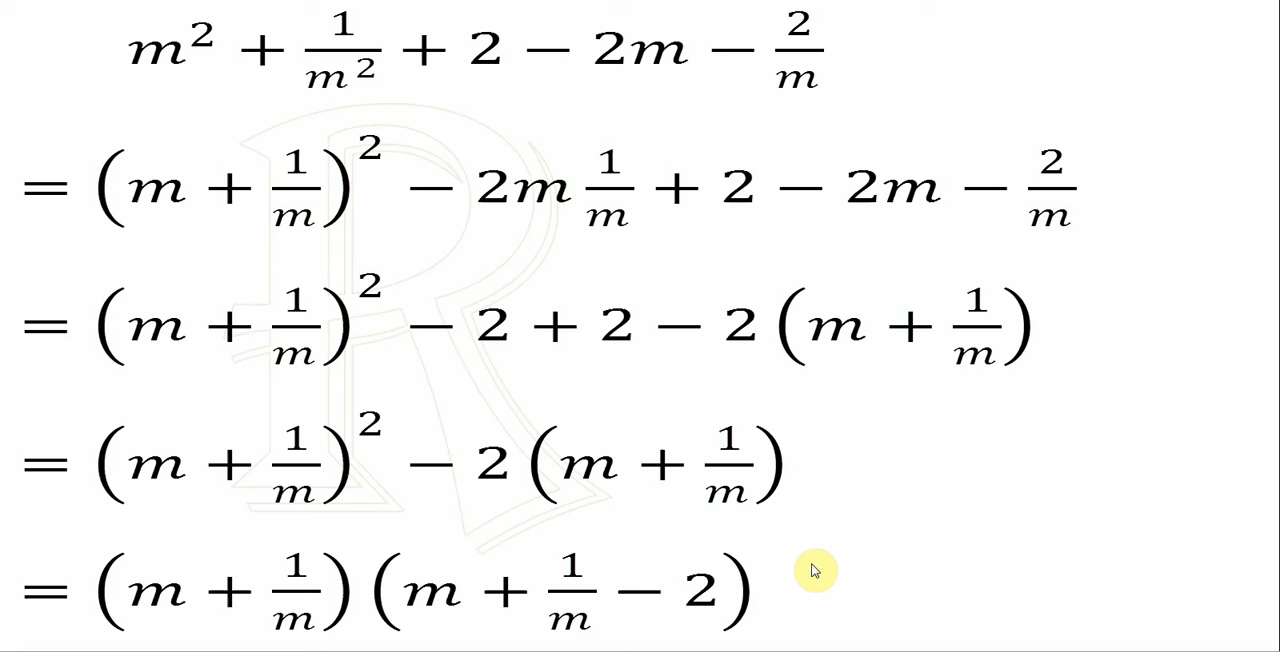 m² + 1/m² + 2 − 2m − 2/m
= (m + 1/m)² − 2m 1/m + 2 − 2m − 2/m
= (m + 1/m)² − 2 + 2 − 2(m + 1/m)
= (m + 1/m)² − 2(m + 1/m)
= (m + 1/m)(m + 1/m − 2)